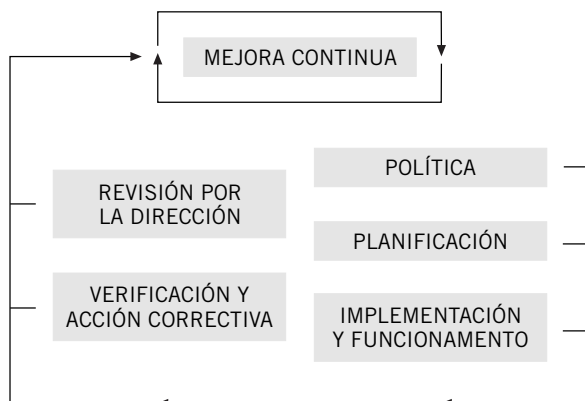 MEJORA CONTINUA
POLÍTICA
REVISIÓN POR
LA DIRECCIÓN
PLANIFICACIÓN
VERIFICACIÓN Y
ACCIÓN CORRECTIVA
IMPLEMENTACIÓN
Y FUNCIONAMENTO